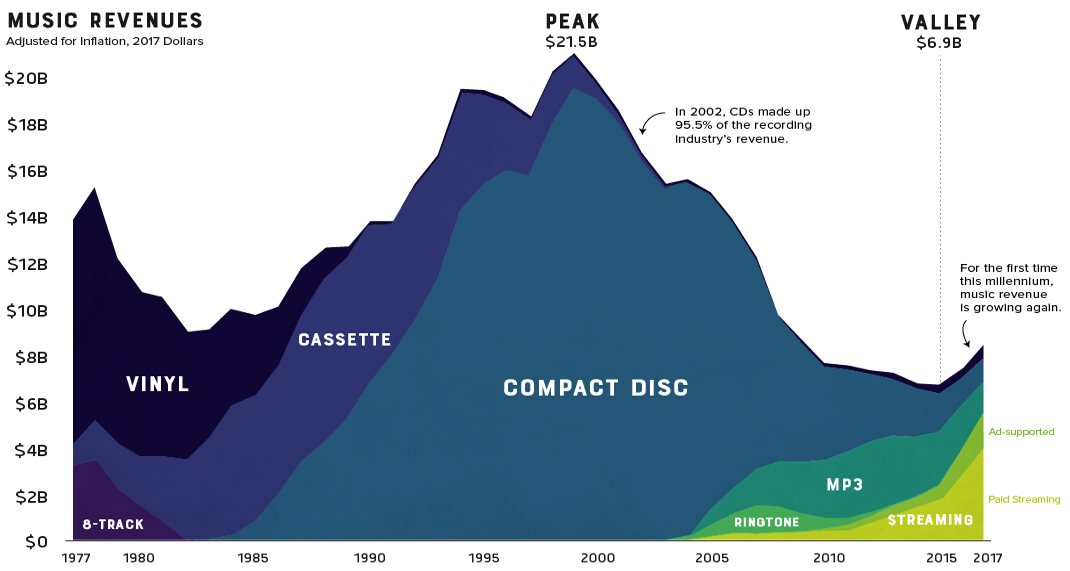 MUSIC REVENUES
Adjusted for Inflation, 2017 Dollars
PEAK
$21.5B
VALLEY
$6.9B
$20B
$18B
$16B
$14B
$12B
$10B
$8B
$6B
$4B
$2B
$0
In 2002, CDs made up
95.5% of the recording
industry's revenue.
For the first time
this millennium,
music revenue
is growing again.
VINYL
CASSETTE
COMPACT DISC
8-TRACK
MP3
RINGTONE
STREAMING
Ad-supported
Paid Streaming
1977
1980
1985
1990
1995
2000
2005
2010
2015
2017